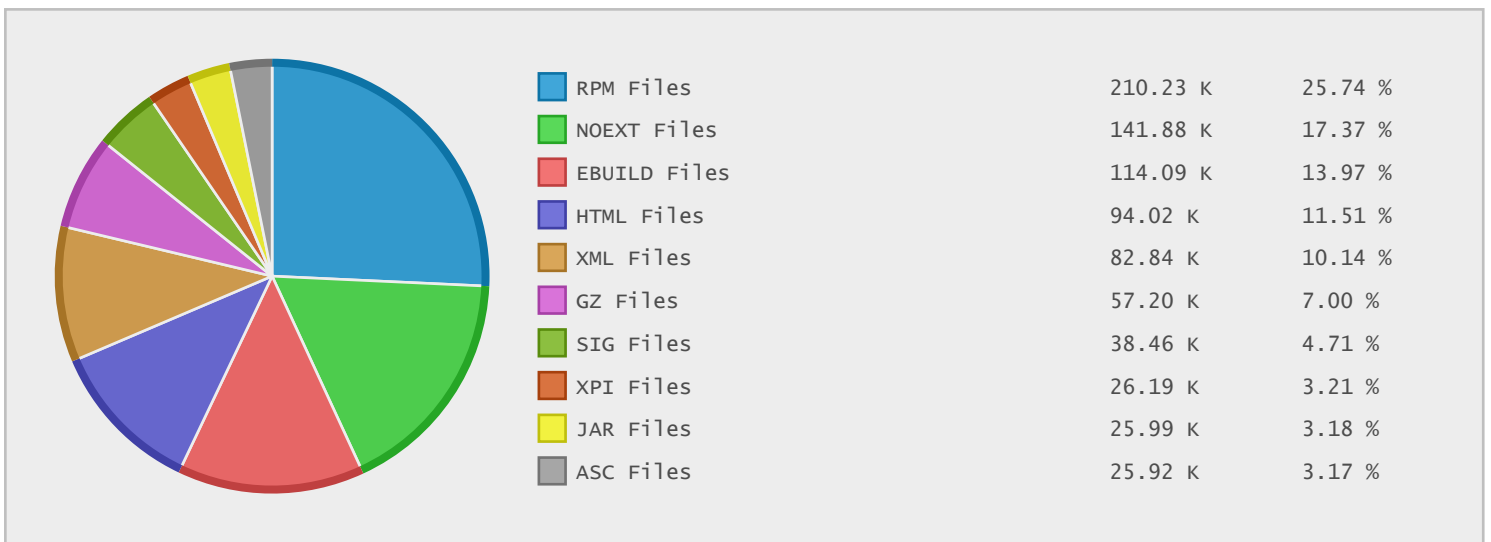 RPM Files 210.23 K 25.74 %
NOEXT Files 141.88 K 17.37 %
EBUILD Files 114.09 K 13.97 %
HTML Files 94.02 K 11.51 %
XML Files 82.84 K 10.14 %
GZ Files 57.20 K 7.00 %
SIG Files 38.46 K 4.71 %
XPI Files 26.19 K 3.21 %
JAR Files 25.99 K 3.18 %
ASC Files 25.92 K 3.17 %